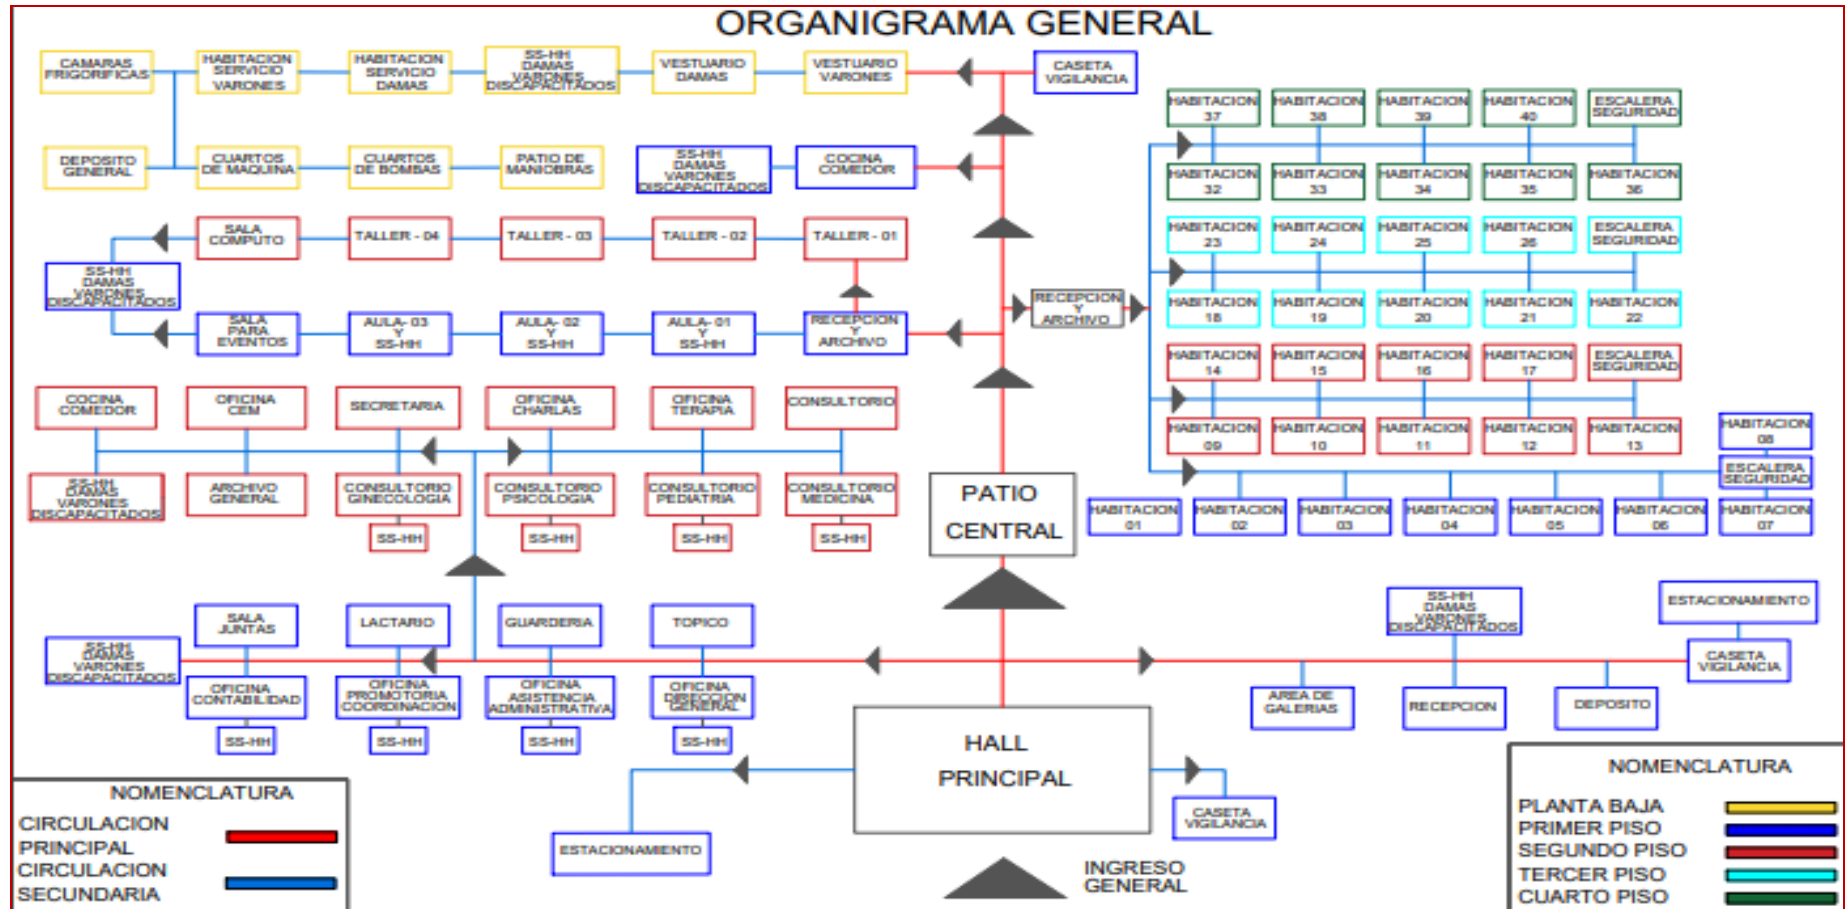 ORGANIGRAMA GENERAL
CAMARAS
FRIGORIFICAS
HABITACION
SERVICIO
VARONES
HABITACION
SERVICIO
DAMAS
SS-HH
DAMAS
VARONES
DISCAPACITADOS
VESTUARIO
DAMAS
VESTUARIO
VARONES
CASETA
VIGILANCIA
DEPOSITO
GENERAL
CUARTOS
DE MAQUINA
CUARTOS
DE BOMBAS
PATIO DE
MANIOBRAS
SS-HH
DAMAS
VARONES
DISCAPACITADOS
COCINA
COMEDOR
SALA
COMPUTO
TALLER - 04
TALLER - 03
TALLER - 02
TALLER - 01
SS-HH
DAMAS
VARONES
DISCAPACITADOS
SALA
PARA
EVENTOS
AULA- 03
Y
SS-HH
AULA- 02
Y
SS-HH
AULA- 01
Y
SS-HH
RECEPCION
Y
ARCHIVO
RECEPCION
Y
ARCHIVO
HABITACION
37
HABITACION
38
HABITACION
39
HABITACION
40
ESCALERA
SEGURIDAD
HABITACION
32
HABITACION
33
HABITACION
34
HABITACION
35
HABITACION
36
HABITACION
23
HABITACION
24
HABITACION
25
HABITACION
26
ESCALERA
SEGURIDAD
HABITACION
18
HABITACION
19
HABITACION
20
HABITACION
21
HABITACION
22
HABITACION
14
HABITACION
15
HABITACION
16
HABITACION
17
ESCALERA
SEGURIDAD
HABITACION
09
HABITACION
10
HABITACION
11
HABITACION
12
HABITACION
13
HABITACION
08
ESCALERA
SEGURIDAD
HABITACION
01
HABITACION
02
HABITACION
03
HABITACION
04
HABITACION
05
HABITACION
06
HABITACION
07
COCINA
COMEDOR
OFICINA
CEM
SECRETARIA
OFICINA
CHARLAS
OFICINA
TERAPIA
CONSULTORIO
SS-HH
DAMAS
VARONES
DISCAPACITADOS
ARCHIVO
GENERAL
CONSULTORIO
GINECOLOGIA
CONSULTORIO
PSICOLOGIA
CONSULTORIO
PEDIATRIA
CONSULTORIO
MEDICINA
SS-HH
SS-HH
SS-HH
SS-HH
PATIO
CENTRAL
SS-HH
DAMAS
VARONES
DISCAPACITADOS
SALA
JUNTAS
LACTARIO
GUARDERIA
TOPICO
OFICINA
CONTABILIDAD
OFICINA
PROMOTORIA
COORDINACION
OFICINA
ASISTENCIA
ADMINISTRATIVA
OFICINA
DIRECCION
GENERAL
SS-HH
SS-HH
SS-HH
SS-HH
SS-HH
DAMAS
VARONES
DISCAPACITADOS
ESTACIONAMIENTO
CASETA
VIGILANCIA
AREA DE
GALERIAS
RECEPCION
DEPOSITO
HALL
PRINCIPAL
ESTACIONAMIENTO
CASETA
VIGILANCIA
INGRESO
GENERAL
NOMENCLATURA
CIRCULACION
PRINCIPAL
CIRCULACION
SECUNDARIA
NOMENCLATURA
PLANTA BAJA
PRIMER PISO
SEGUNDO PISO
TERCER PISO
CUARTO PISO